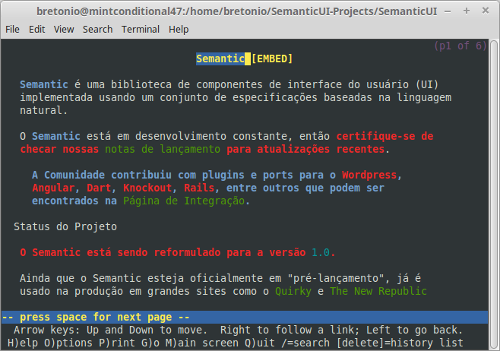 bretonio@mintconditional47:/home/bretonio/SemanticUI-Projects/SemanticUI
File Edit View Search Terminal Help
(p1 of 6)
Semantic [EMBED]
Semantic é uma biblioteca de componentes de interface do usuário (UI)
implementada usando um conjunto de especificações baseadas na linguagem
natural.
O Semantic está em desenvolvimento constante, então certifique-se de
checar nossas notas de lançamento para atualizações recentes.
A Comunidade contribuiu com plugins e ports para o Wordpress,
Angular, Dart, Knockout, Rails, entre outros que podem ser
encontrados na Página de Integração.
Status do Projeto
O Semantic está sendo reformulado para a versão 1.0.
Ainda que o Semantic esteja oficialmente em "pré-lançamento", já é
usado na produção em grandes sites como o Quirky e The New Republic
-- press space for next page --
Arrow keys: Up and Down to move. Right to follow a link; Left to go back.
H)elp O)ptions P)rint G)o M)ain screen Q)uit /=search [delete]=history list